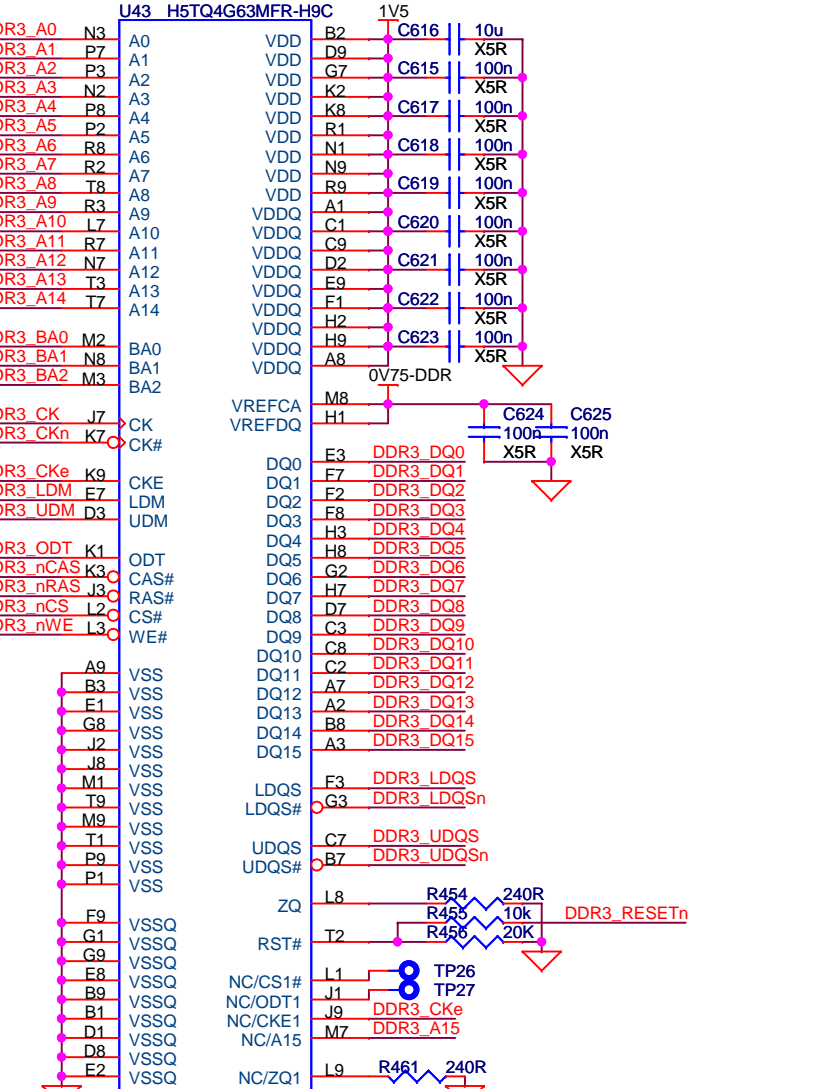 U43 H5TQ4G63MFR-H9C 1V5
DR3_A0 N3 A0 VDD B2 C616 10u
DR3_A1 P7 A1 VDD D9 X5R
DR3_A2 P3 A2 VDD G7 C615 100n
DR3_A3 N2 A3 VDD K2 X5R
DR3_A4 P8 A4 VDD K8 C617 100n
DR3_A5 P2 A5 VDD R1 X5R
DR3_A6 R8 A6 VDD N1 C618 100n
DR3_A7 R2 A7 VDD N9 X5R
DR3_A8 T8 A8 VDD R9 C619 100n
DR3_A9 R3 A9 VDDQ A1 X5R
DR3_A10 L7 A10 VDDQ C1 C620 100n
DR3_A11 R7 A11 VDDQ C9 X5R
DR3_A12 N7 A12 VDDQ D2 C621 100n
DR3_A13 T3 A13 VDDQ E9 X5R
DR3_A14 T7 A14 VDDQ F1 C622 100n
VDDQ H2 X5R
DR3_BA0 M2 BA0 VDDQ H9 C623 100n
DR3_BA1 N8 BA1 VDDQ A8 X5R
DR3_BA2 M3 BA2 0V75-DDR
VREFCA M8
DR3_CK J7 CK VREFDQ H1 C624 C625
DR3_CKn K7 CK# 100n 100n
X5R X5R
DQ0 E3 DDR3_DQ0
DR3_CKe K9 CKE DQ1 F7 DDR3_DQ1
DR3_LDM E7 LDM DQ2 F2 DDR3_DQ2
DR3_UDM D3 UDM DQ3 F8 DDR3_DQ3
DQ4 H3 DDR3_DQ4
DR3_ODT K1 ODT DQ5 H8 DDR3_DQ5
DR3_nCAS K3 CAS# DQ6 G2 DDR3_DQ6
DR3_nRAS J3 RAS# DQ7 H7 DDR3_DQ7
DR3_nCS L2 CS# DQ8 D7 DDR3_DQ8
DR3_nWE L3 WE# DQ9 C3 DDR3_DQ9
DQ10 C8 DDR3_DQ10
A9 VSS DQ11 C2 DDR3_DQ11
B3 VSS DQ12 A7 DDR3_DQ12
E1 VSS DQ13 A2 DDR3_DQ13
G8 VSS DQ14 B8 DDR3_DQ14
J2 VSS DQ15 A3 DDR3_DQ15
J8 VSS
M1 VSS LDQS F3 DDR3_LDQS
T9 VSS LDQS# G3 DDR3_LDQSn
M9 VSS
T1 VSS UDQS C7 DDR3_UDQS
P9 VSS UDQS# B7 DDR3_UDQSn
P1 VSS
ZQ L8 R454 240R
F9 VSSQ R455 10k DDR3_RESETn
G1 VSSQ RST# T2 R456 20K
G9 VSSQ
E8 VSSQ NC/CS1# L1 TP26
B9 VSSQ NC/ODT1 J1 TP27
B1 VSSQ NC/CKE1 J9 DDR3_CKe
D1 VSSQ NC/A15 M7 DDR3_A15
D8 VSSQ
E2 VSSQ NC/ZQ1 L9 R461 240R